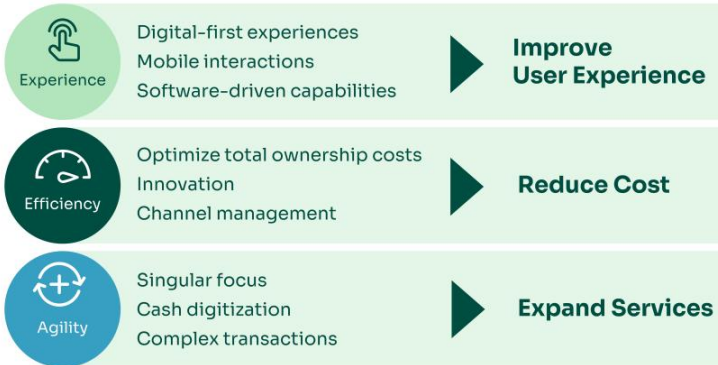 Experience
Digital-first experiences
Mobile interactions
Software-driven capabilities
Improve
User Experience
Efficiency
Optimize total ownership costs
Innovation
Channel management
Reduce Cost
Agility
Singular focus
Cash digitization
Complex transactions
Expand Services